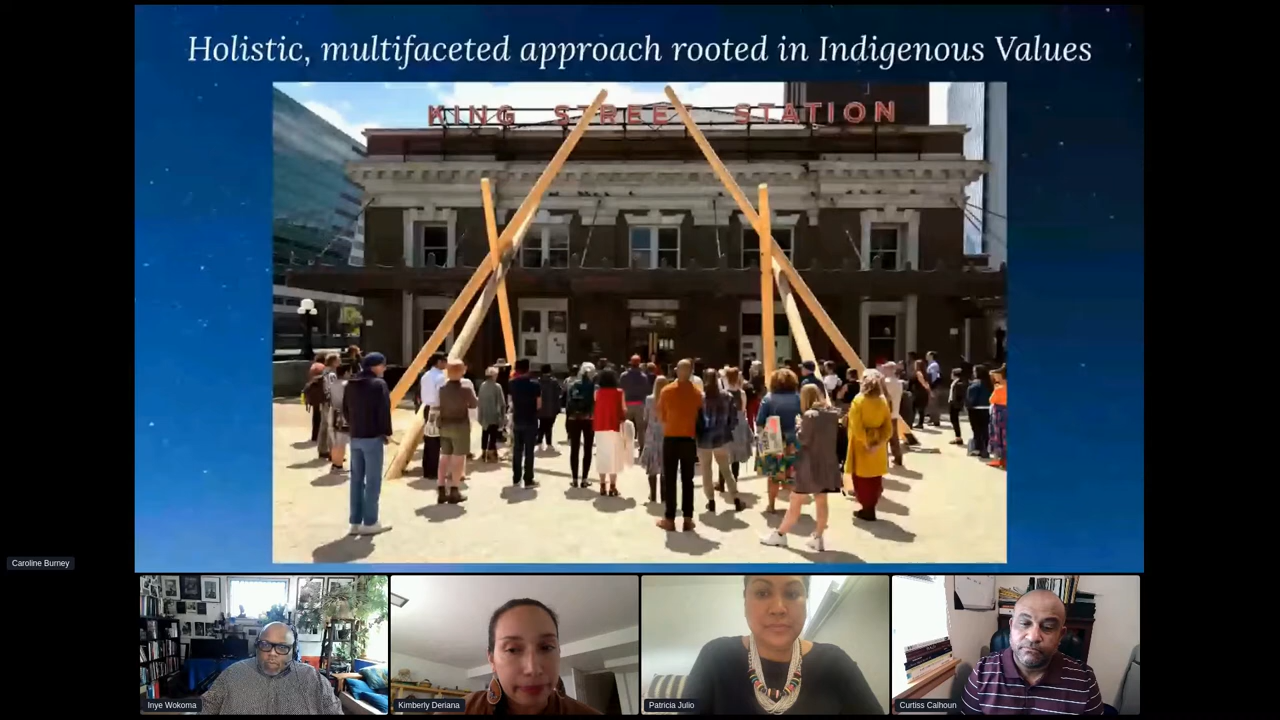 Holistic, multifaceted approach rooted in Indigenous Values
KING STREET STATION
Caroline Burney
Inye Wokoma
Kimberly Deriana
Patricia Julio
Curtiss Calhoun